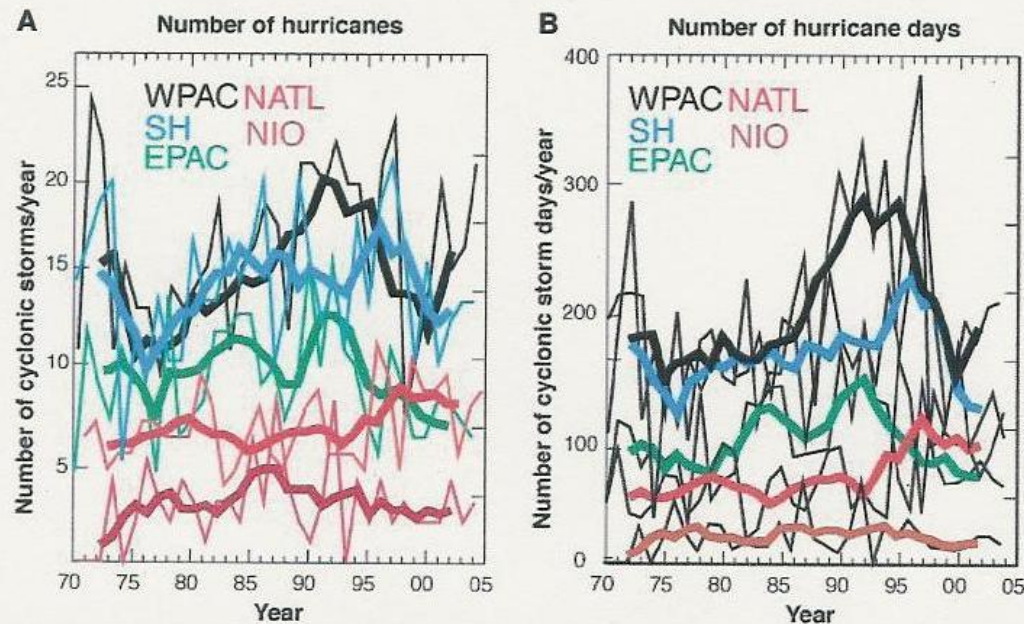 A
Number of hurricanes
Number of cyclonic storms/year
25
20
15
10
5
WPAC NATL
SH NIO
EPAC
70 75 80 85 90 95 00 05
Year
B
Number of hurricane days
Number of cyclonic storm days/year
400
300
200
100
0
WPAC NATL
SH NIO
EPAC
70 75 80 85 90 95 00 05
Year